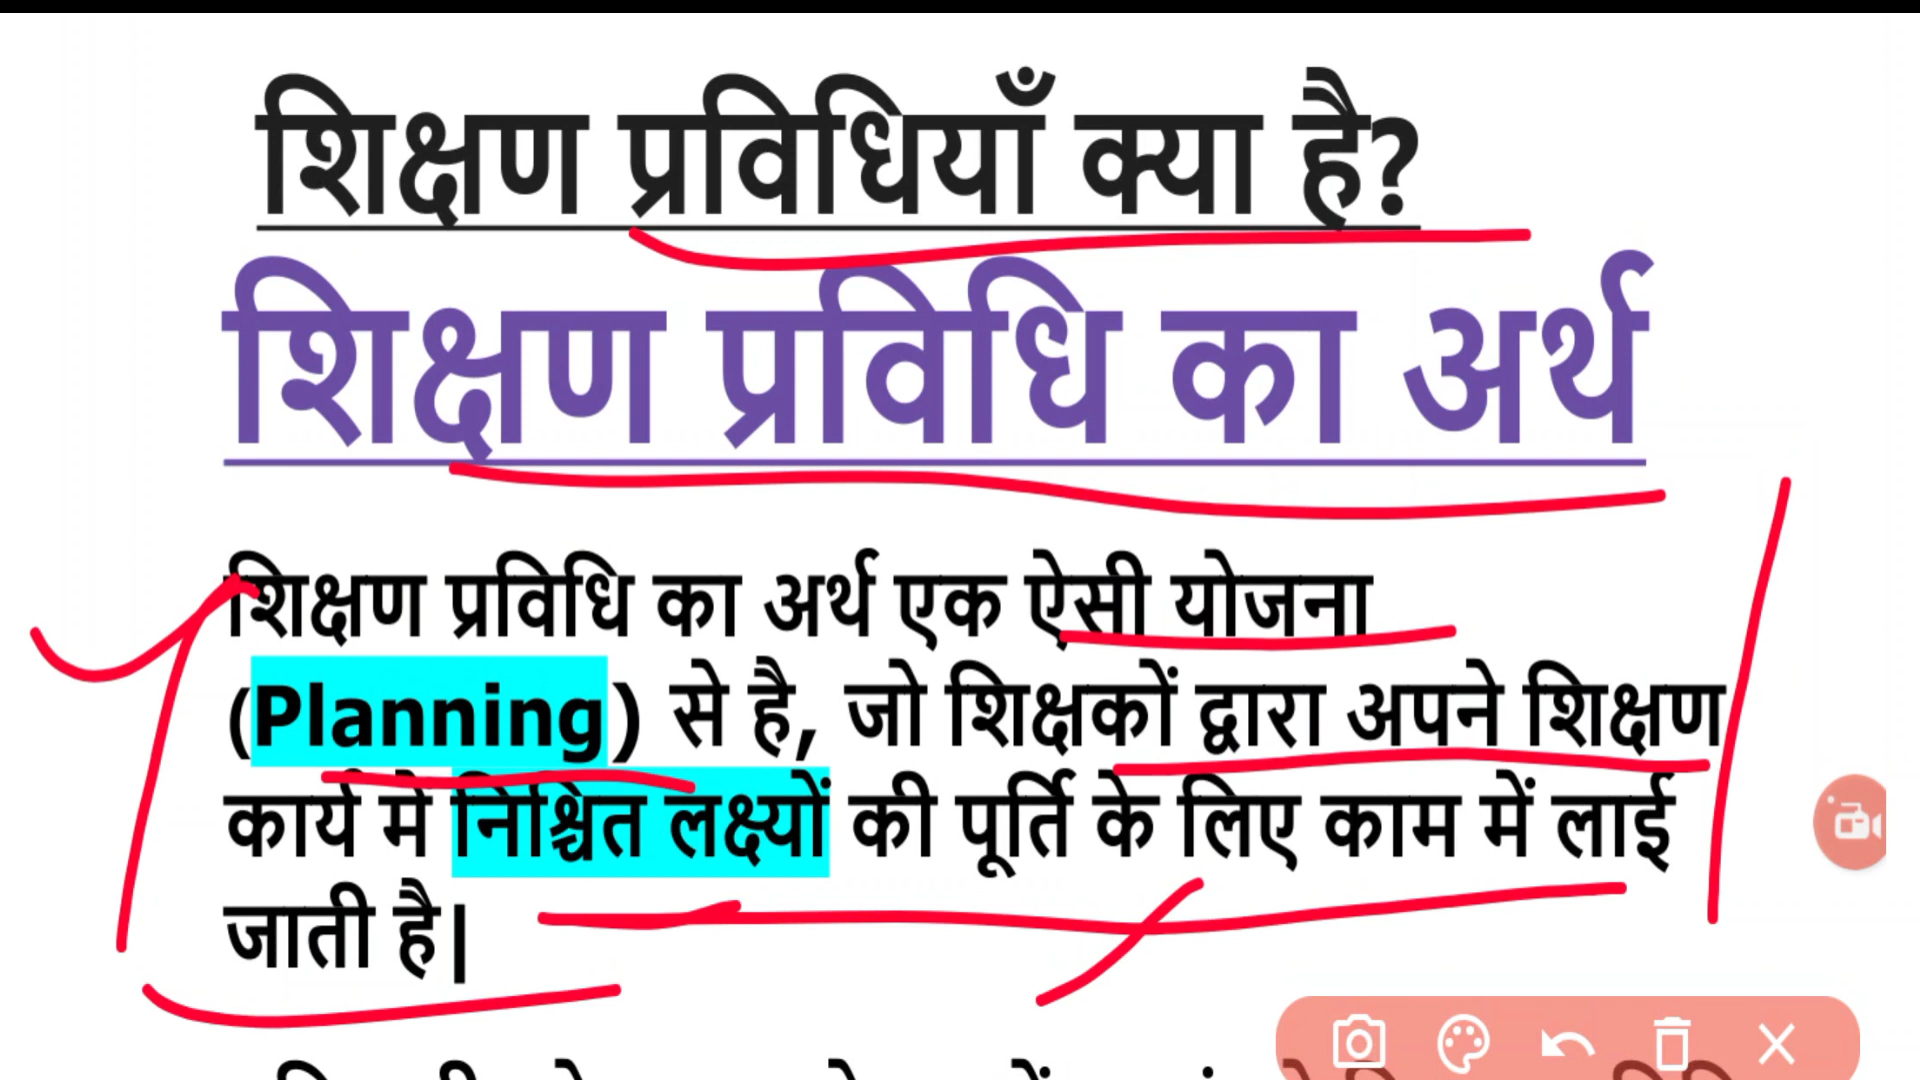 शिक्षण प्रविधियाँ क्या है?
शिक्षण प्रविधि का अर्थ
शिक्षण प्रविधि का अर्थ एक ऐसी योजना
(Planning) से है, जो शिक्षकों द्वारा अपने शिक्षण
कार्य में निश्चित लक्ष्यों की पूर्ति के लिए काम में लाई
जाती है|